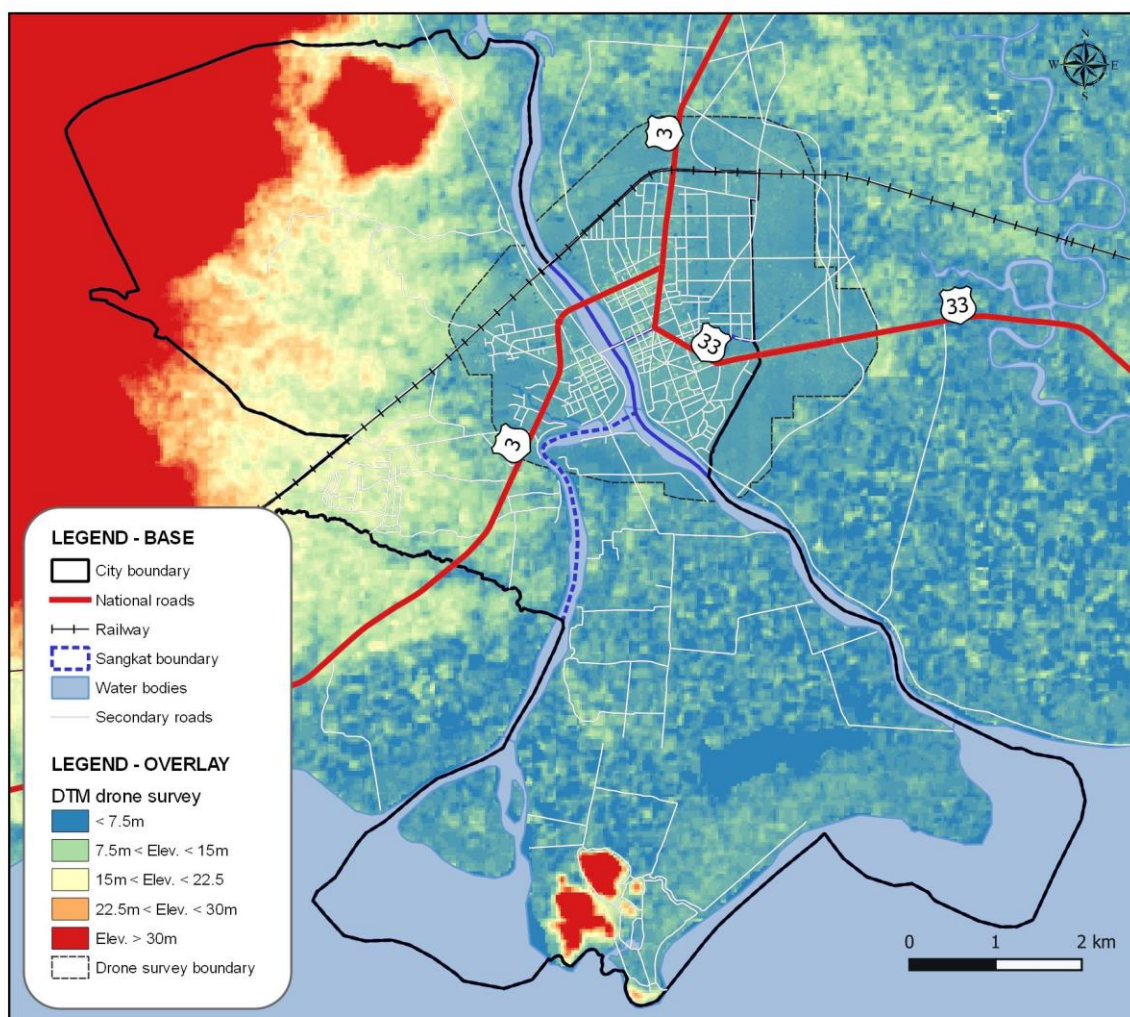 N
W E
S
3
33
33
3
LEGEND - BASE
City boundary
National roads
Railway
Sangkat boundary
Water bodies
Secondary roads
LEGEND - OVERLAY
DTM drone survey
< 7.5m
7.5m < Elev. < 15m
15m < Elev. < 22.5
22.5m < Elev. < 30m
Elev. > 30m
Drone survey boundary
0 1 2 km